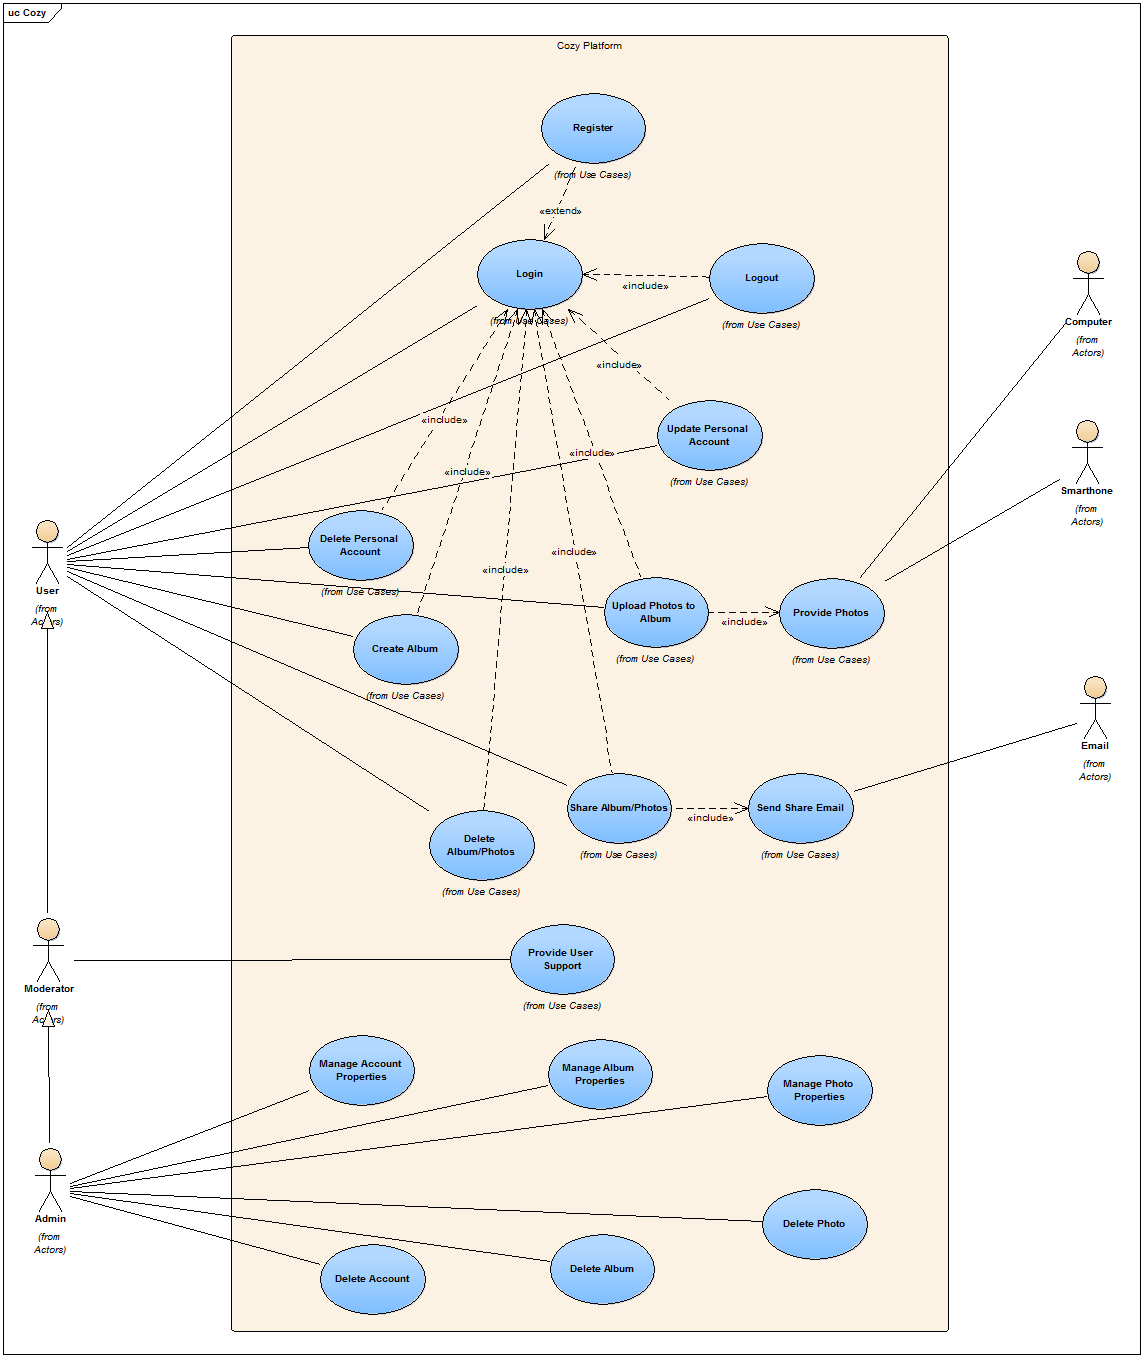 uc Cozy
Cozy Platform
Register
(from Use Cases)
«extend»
Login
(from Use Cases)
Logout
(from Use Cases)
«include»
Computer
(from
Actors)
«include»
Update Personal
Account
(from Use Cases)
«include»
«include»
«include»
Smarthone
(from
Actors)
Delete Personal
Account
(from Use Cases)
«include»
«include»
User
(from
Actors)
Upload Photos to
Album
(from Use Cases)
«include»
Provide Photos
(from Use Cases)
Create Album
(from Use Cases)
Email
(from
Actors)
Share Album/Photos
(from Use Cases)
«include»
Send Share Email
(from Use Cases)
Delete
Album/Photos
(from Use Cases)
Provide User
Support
(from Use Cases)
Moderator
(from
Actors)
Manage Account
Properties
Manage Album
Properties
Manage Photo
Properties
Admin
(from
Actors)
Delete Photo
Delete Album
Delete Account